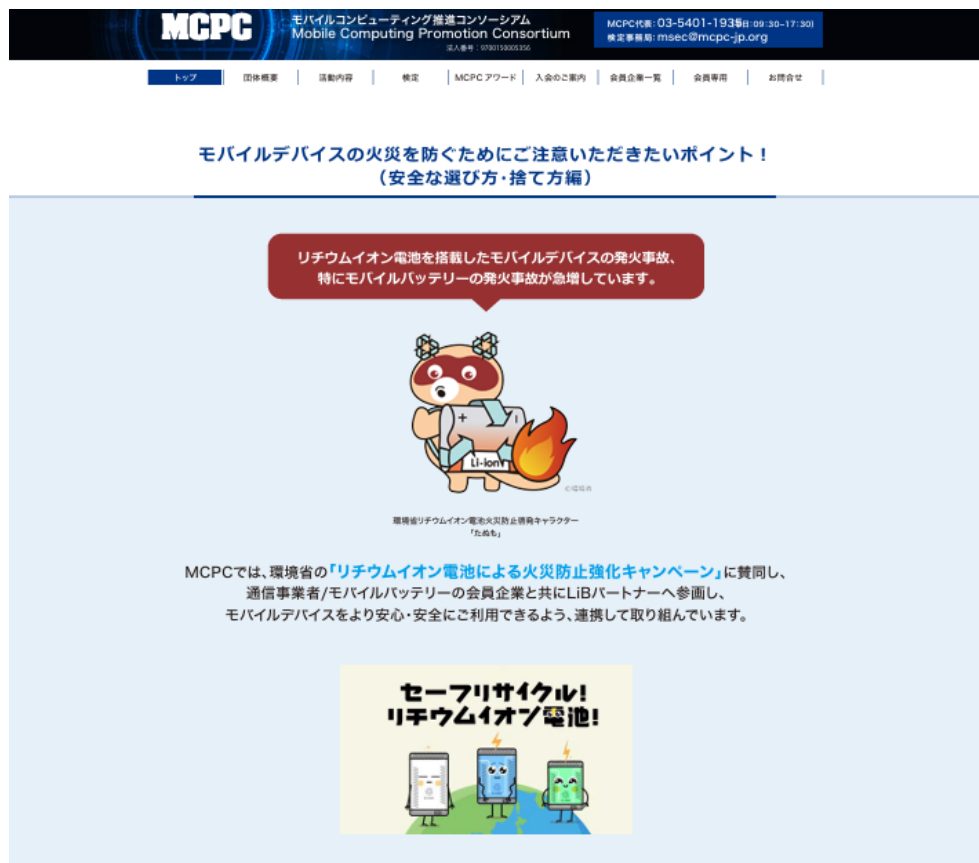 MCPC
モバイルコンピューティング推進コンソーシアム
Mobile Computing Promotion Consortium
法人番号:9700150005356
MCPC代表:03-5401-1935
日:09:30-17:30)
検定事務局:msec@mcpc-jp.org
トップ 団体概要 活動内容 検定 MCPC アワード 入会のご案内 会員企業一覧 会員専用 お問合せ
モバイルデバイスの火災を防ぐためにご注意いただきたいポイント!
(安全な選び方・捨て方編)
リチウムイオン電池を搭載したモバイルデバイスの発火事故、
特にモバイルバッテリーの発火事故が急増しています。
+
Li-ion
©環境省
環境省リチウムイオン電池火災防止啓発キャラクター
「たぬも」
MCPCでは、環境省の「リチウムイオン電池による火災防止強化キャンペーン」に賛同し、
通信事業者/モバイルバッテリーの会員企業と共にLiBパートナーへ参画し、
モバイルデバイスをより安心・安全にご利用できるよう、連携して取り組んでいます。
セーフリサイクル!
リチウムイオン電池!